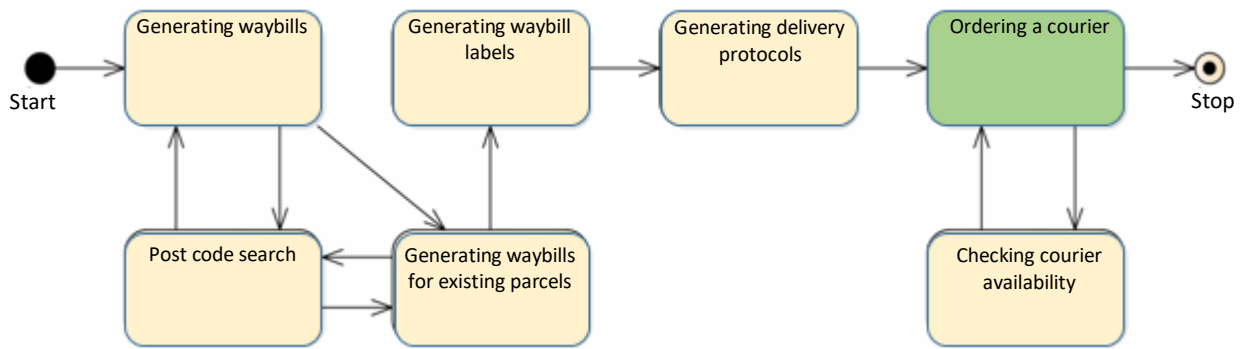 Generating waybills
Generating waybill
labels
Generating delivery
protocols
Ordering a courier
Start
Stop
Post code search
Generating waybills
for existing parcels
Checking courier
availability